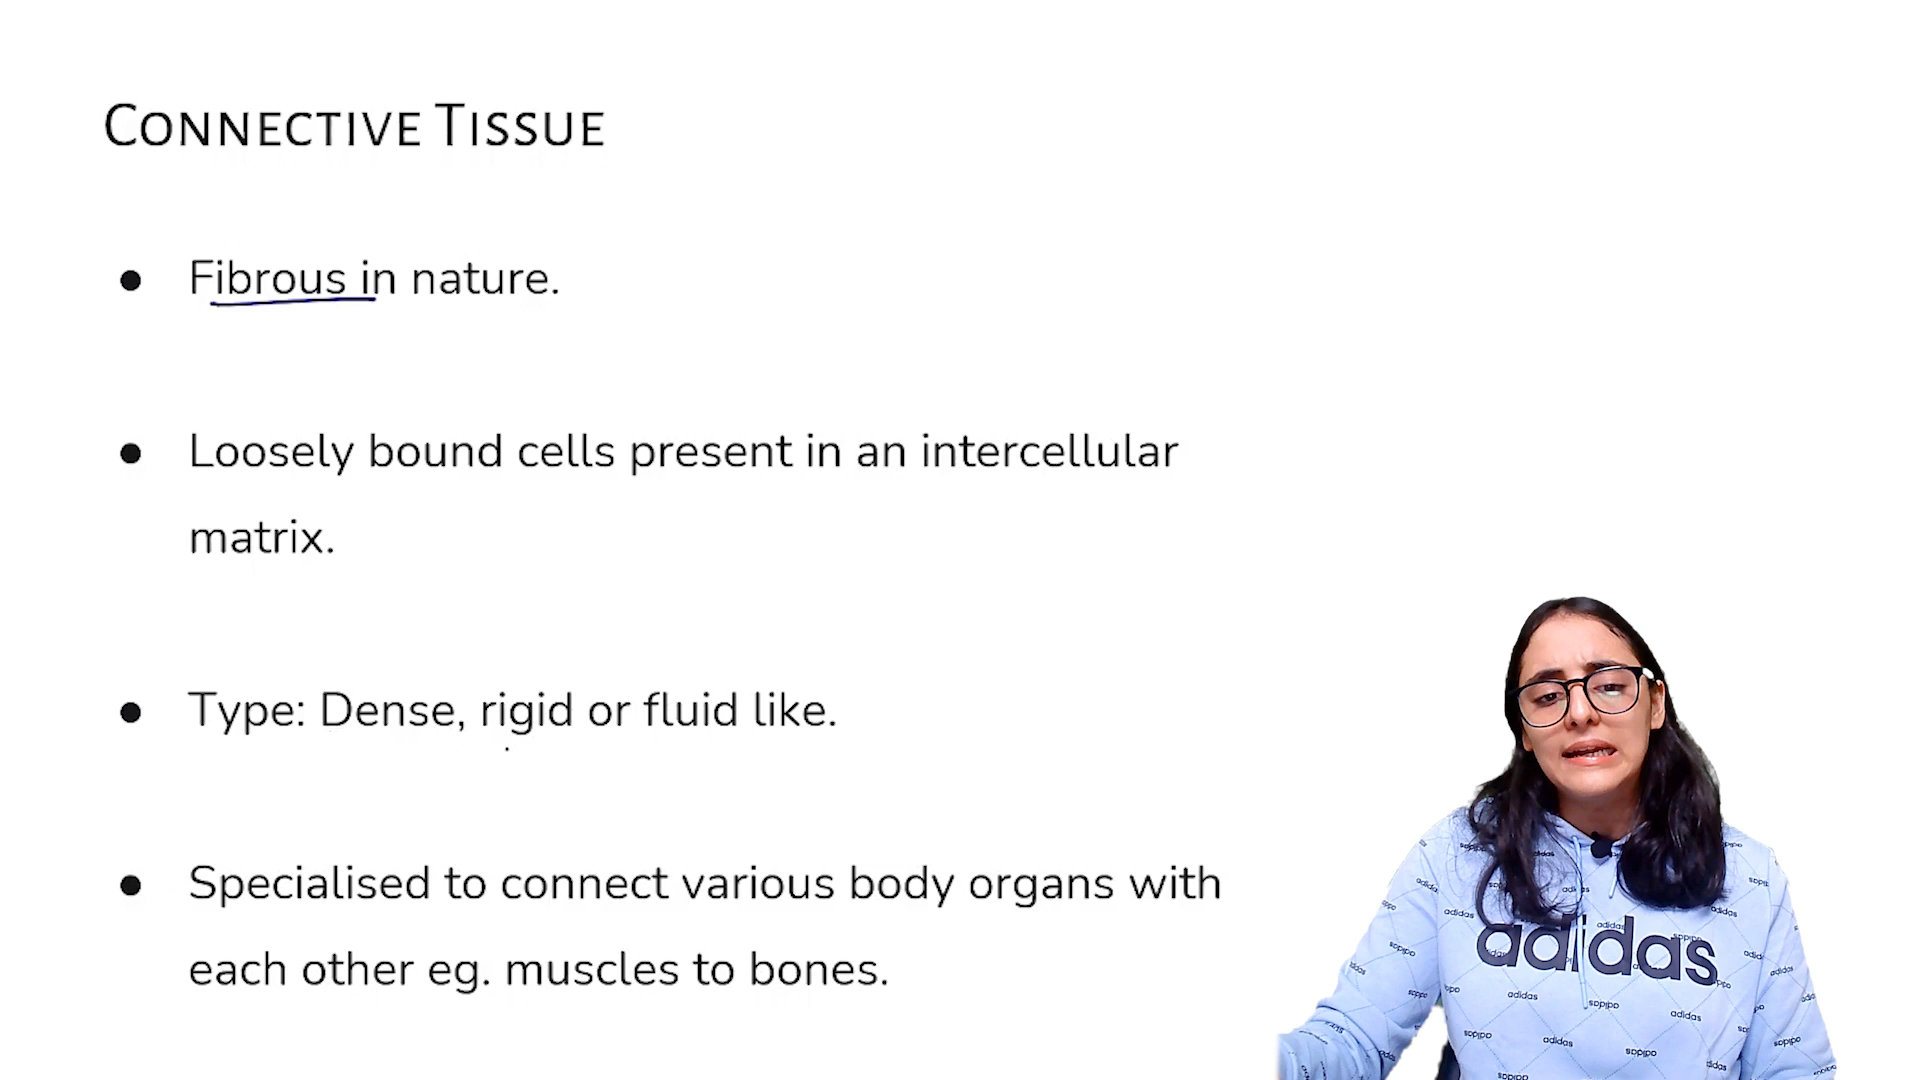 Connective Tissue
● Fibrous in nature.
● Loosely bound cells present in an intercellular
matrix.
● Type: Dense, rigid or fluid like.
● Specialised to connect various body organs with
each other eg. muscles to bones.
adidas